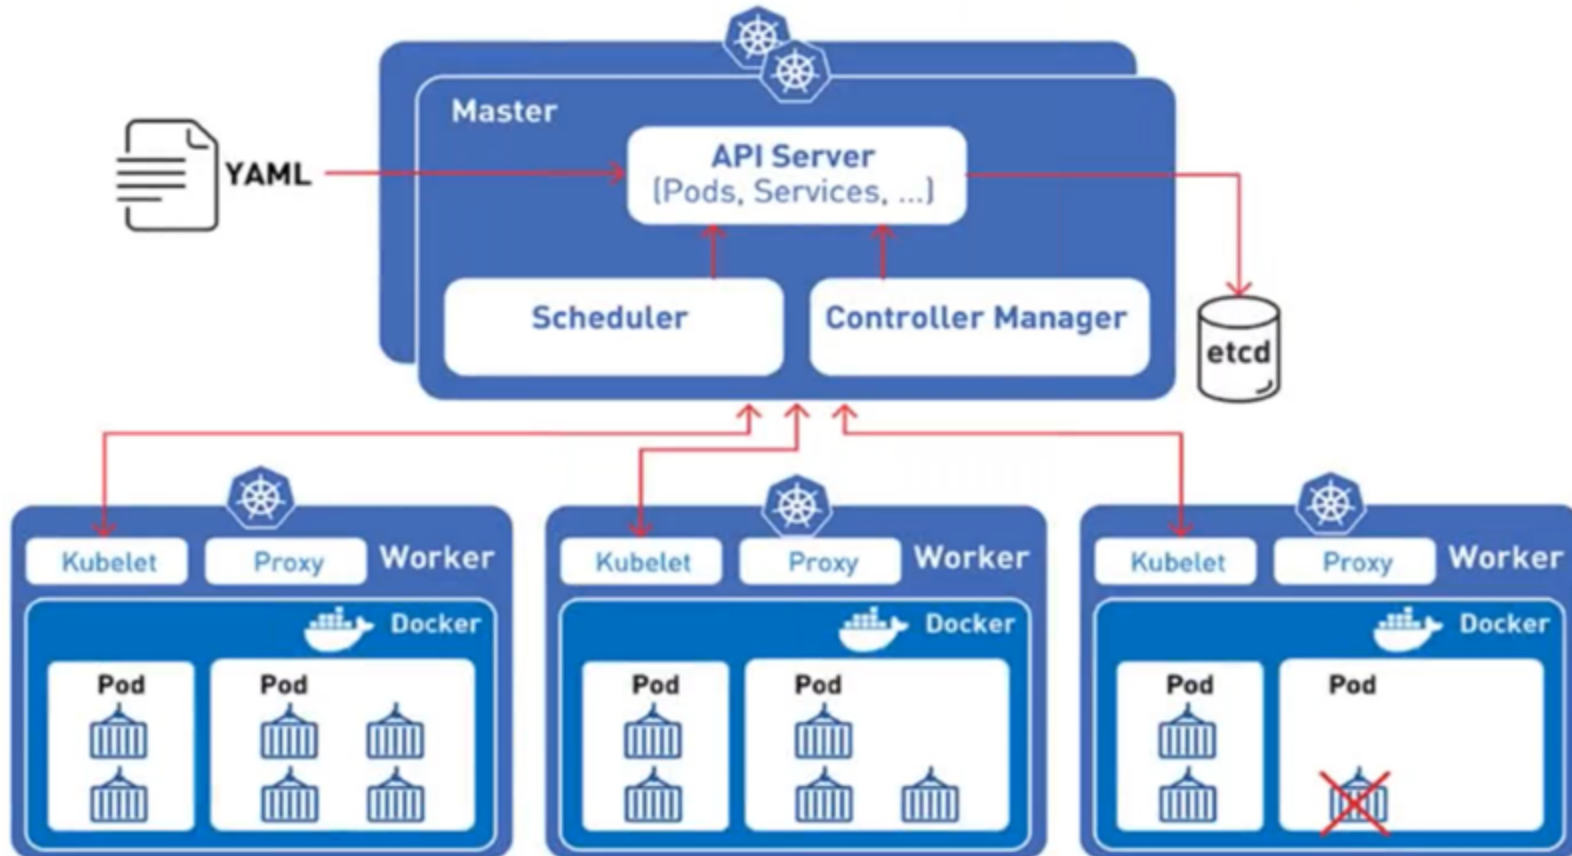 Master
API Server
(Pods, Services, ...)
YAML
Scheduler
Controller Manager
etcd
Kubelet
Proxy
Worker
Docker
Pod
Pod
Kubelet
Proxy
Worker
Docker
Pod
Pod
Kubelet
Proxy
Worker
Docker
Pod
Pod